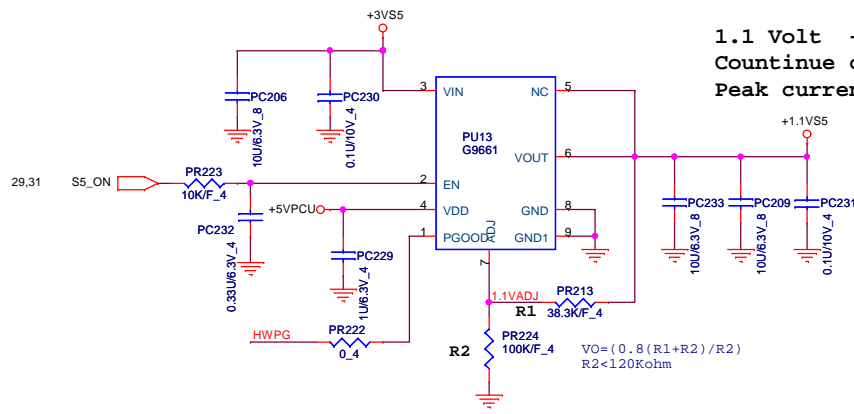 +3VS5
1.1 Volt
Countinue
Peak
+1.1VS5
3
VIN
NC
5
PC206
10U/6.3V_8
PC230
0.1U/10V_4
PU13
G9661
VOUT
6
29,31
S5_ON
PR223
10K/F_4
2
EN
PC232
0.33U/6.3V_4
+5VPCU
4
VDD
GND
8
1
PGOOD
ADJ
GND1
9
7
PC229
1U/6.3V_4
PC233
10U/6.3V_8
PC209
10U/6.3V_8
PC231
0.1U/10V_4
1.1VADJ
PR213
R1
38.3K/F_4
HWPG
PR222
0_4
R2
PR224
100K/F_4
VO=(0.8(R1+R2)/R2)
R2<120Kohm